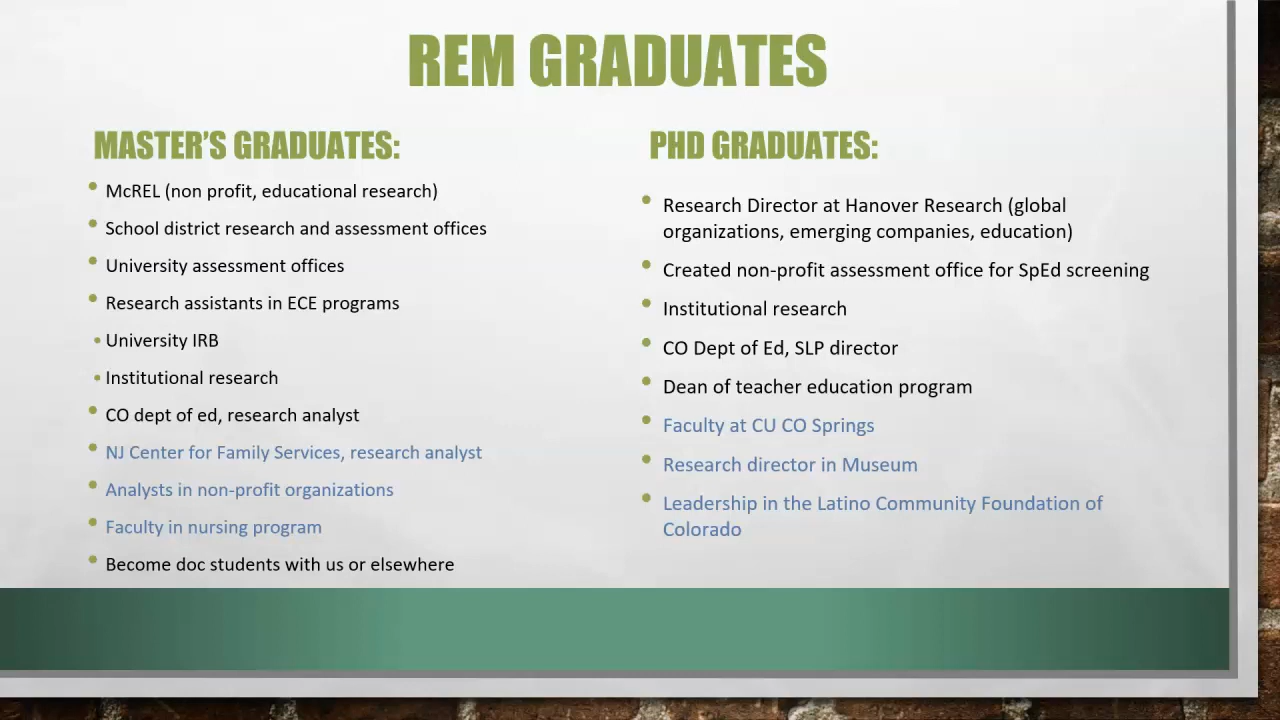 REM GRADUATES
MASTER'S GRADUATES:
• McREL (non profit, educational research)
• School district research and assessment offices
• University assessment offices
• Research assistants in ECE programs
• University IRB
• Institutional research
• CO dept of ed, research analyst
• NJ Center for Family Services, research analyst
• Analysts in non-profit organizations
• Faculty in nursing program
• Become doc students with us or elsewhere
PHD GRADUATES:
• Research Director at Hanover Research (global
organizations, emerging companies, education)
• Created non-profit assessment office for SpEd screening
• Institutional research
• CO Dept of Ed, SLP director
• Dean of teacher education program
• Faculty at CU CO Springs
• Research director in Museum
• Leadership in the Latino Community Foundation of
Colorado